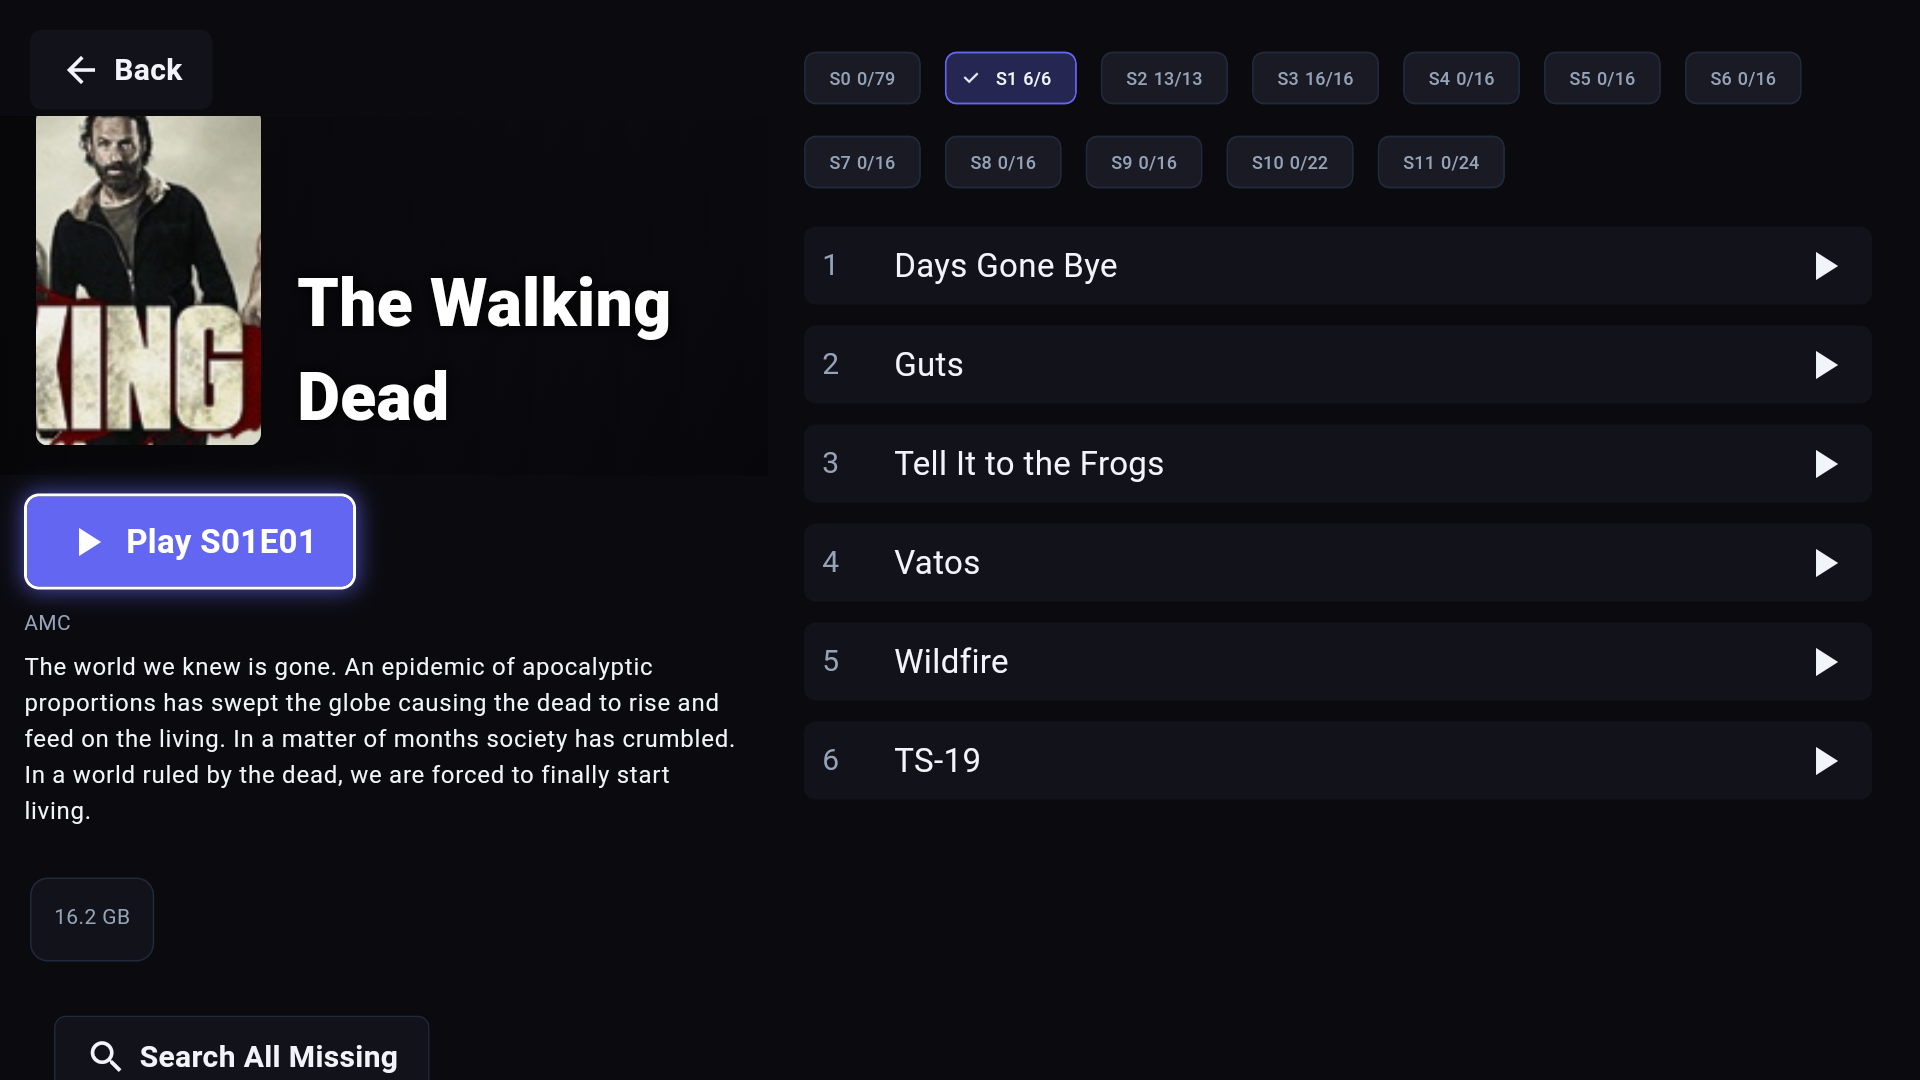 Back
KING
The Walking
Dead
Play S01E01
AMC
The world we knew is gone. An epidemic of apocalyptic
proportions has swept the globe causing the dead to rise and
feed on the living. In a matter of months society has crumbled.
In a world ruled by the dead, we are forced to finally start
living.
16.2 GB
Search All Missing
S0 0/79
S1 6/6
S2 13/13
S3 16/16
S4 0/16
S5 0/16
S6 0/16
S7 0/16
S8 0/16
S9 0/16
S10 0/22
S11 0/24
1 Days Gone Bye
2 Guts
3 Tell It to the Frogs
4 Vatos
5 Wildfire
6 TS-19